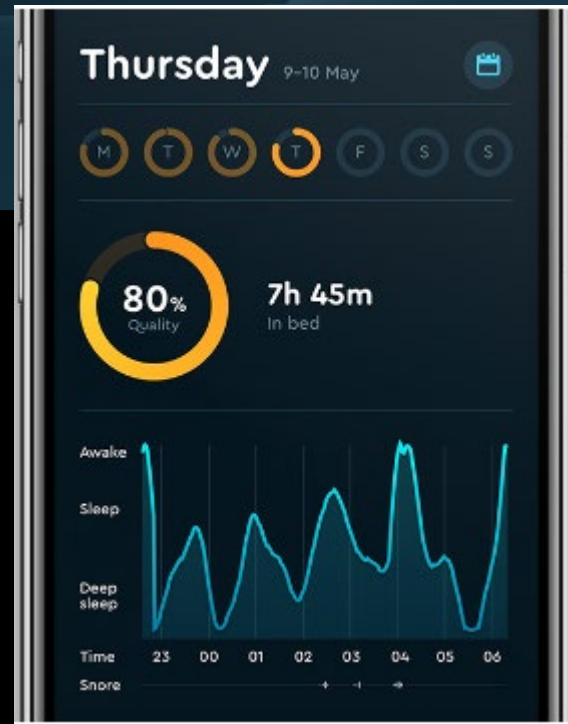 Thursday 9–10 May
M T W T F S S
80%
Quality
7h 45m
In bed
Awake
Sleep
Deep
sleep
Time 23 00 01 02 03 04 05 06
Snore